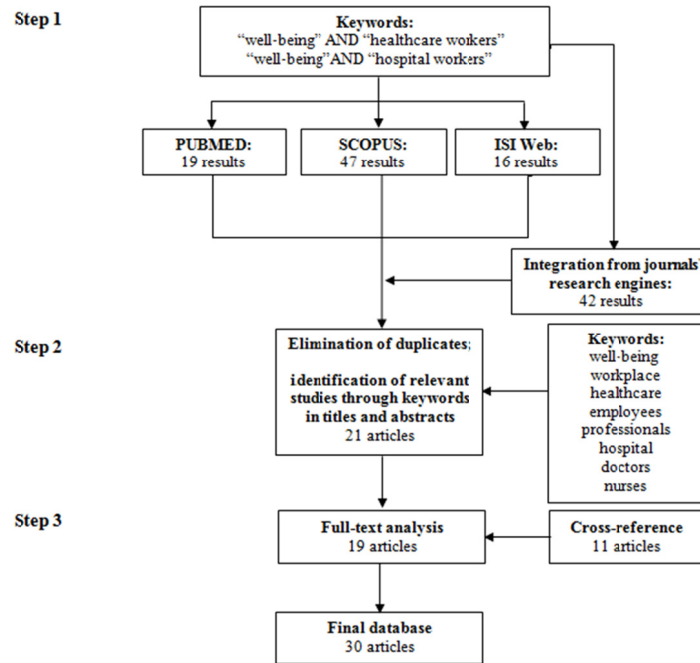 Step 1
Keywords:
“well-being” AND “healthcare workers”
“well-being”AND “hospital workers”
PUBMED:
19 results
SCOPUS:
47 results
ISI Web:
16 results
Integration from journals’
research engines:
42 results
Step 2
Elimination of duplicates;
identification of relevant
studies through keywords
in titles and abstracts
21 articles
Keywords:
well-being
workplace
healthcare
employees
professionals
hospital
doctors
nurses
Step 3
Full-text analysis
19 articles
Cross-reference
11 articles
Final database
30 articles